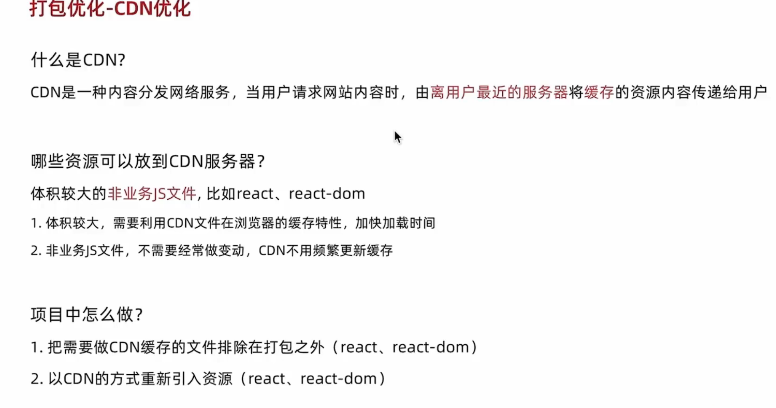 打包优化-CDN优化
什么是CDN?
CDN是一种内容分发网络服务，当用户请求网站内容时，由离用户最近的服务器将缓存的资源内容传递给用户
哪些资源可以放到CDN服务器？
体积较大的非业务JS文件, 比如react、react-dom
1. 体积较大，需要利用CDN文件在浏览器的缓存特性，加快加载时间
2. 非业务JS文件，不需要经常做变动，CDN不用频繁更新缓存
项目中怎么做？
1. 把需要做CDN缓存的文件排除在打包之外（react、react-dom）
2. 以CDN的方式重新引入资源（react、react-dom）